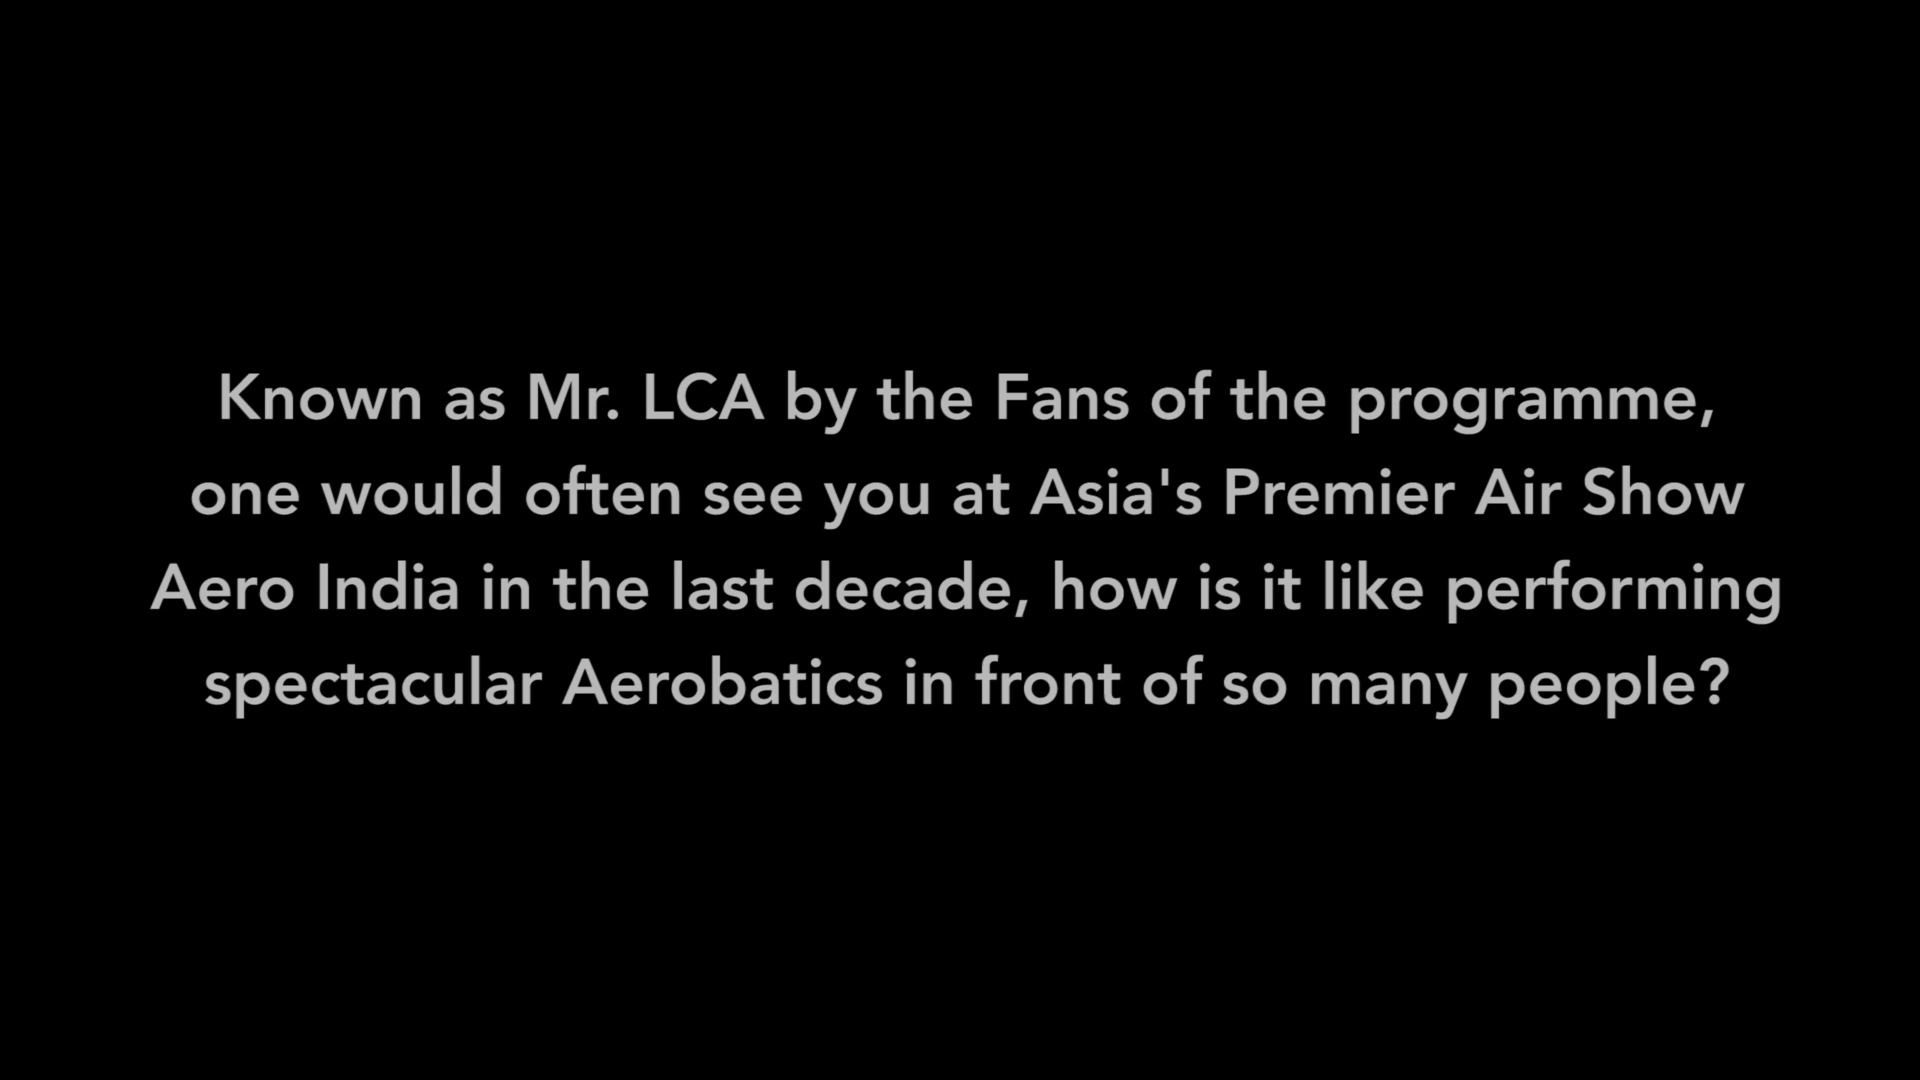 Known as Mr. LCA by the Fans of the programme,
one would often see you at Asia's Premier Air Show
Aero India in the last decade, how is it like performing
spectacular Aerobatics in front of so many people?